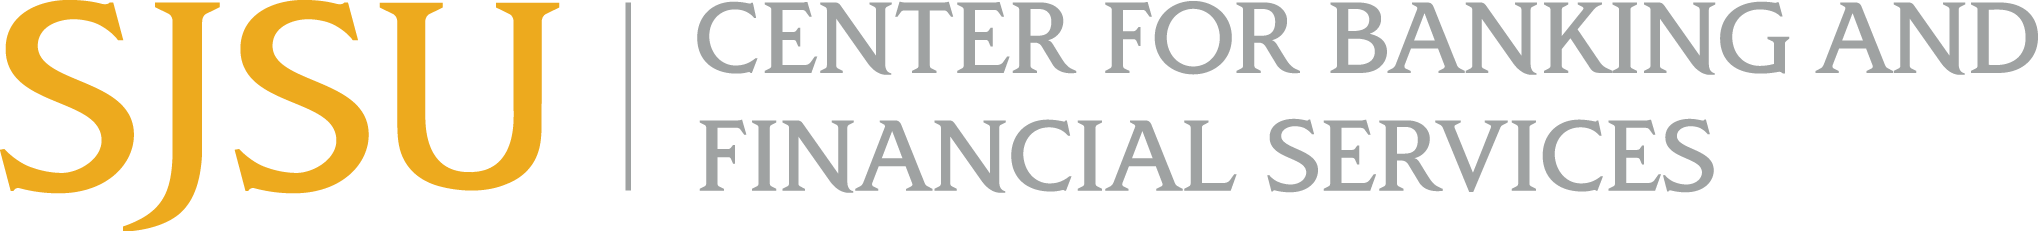 SJSU
CENTER FOR BANKING AND
FINANCIAL SERVICES